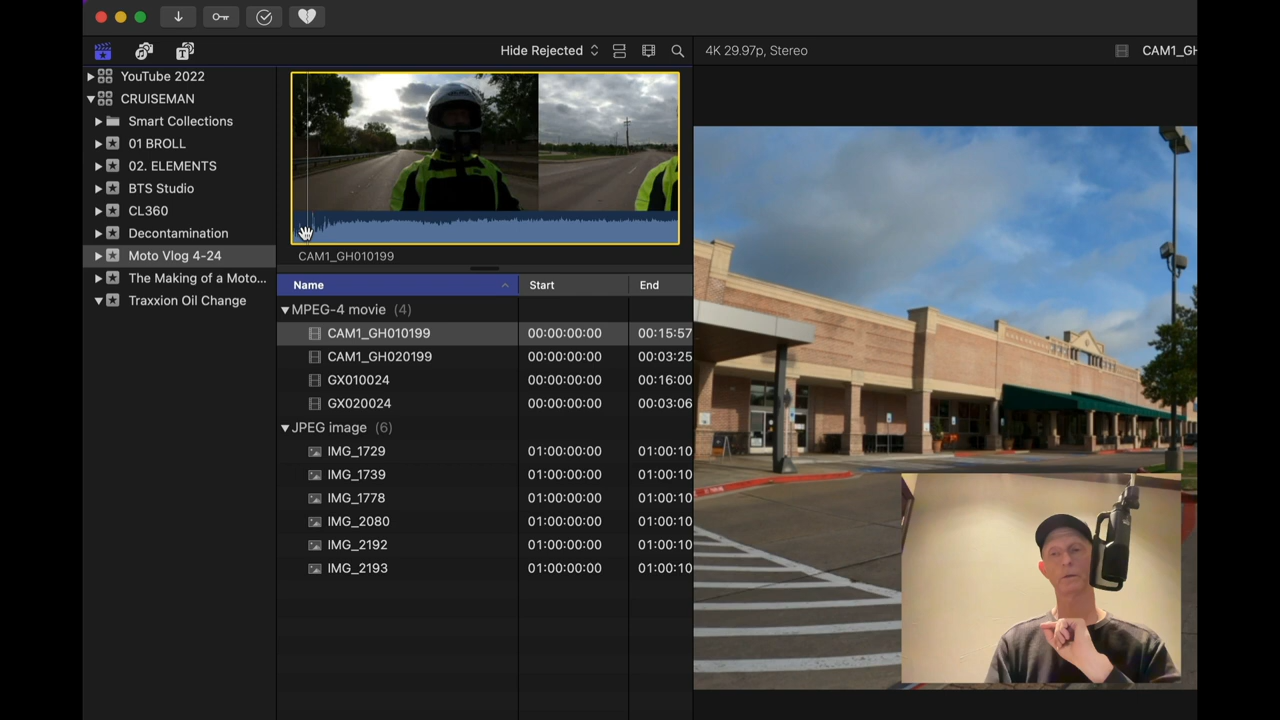 Hide Rejected
4K 29.97p, Stereo
CAM1_GH
YouTube 2022
CRUISEMAN
Smart Collections
01 BROLL
02. ELEMENTS
BTS Studio
CL360
Decontamination
Moto Vlog 4-24
The Making of a Moto...
Traxxion Oil Change
CAM1_GH010199
Name Start End
MPEG-4 movie (4)
CAM1_GH010199 00:00:00:00 00:15:57
CAM1_GH020199 00:00:00:00 00:03:25
GX010024 00:00:00:00 00:16:00
GX020024 00:00:00:00 00:03:06
JPEG image (6)
IMG_1729 01:00:00:00 01:00:10
IMG_1739 01:00:00:00 01:00:10
IMG_1778 01:00:00:00 01:00:10
IMG_2080 01:00:00:00 01:00:10
IMG_2192 01:00:00:00 01:00:10
IMG_2193 01:00:00:00 01:00:10